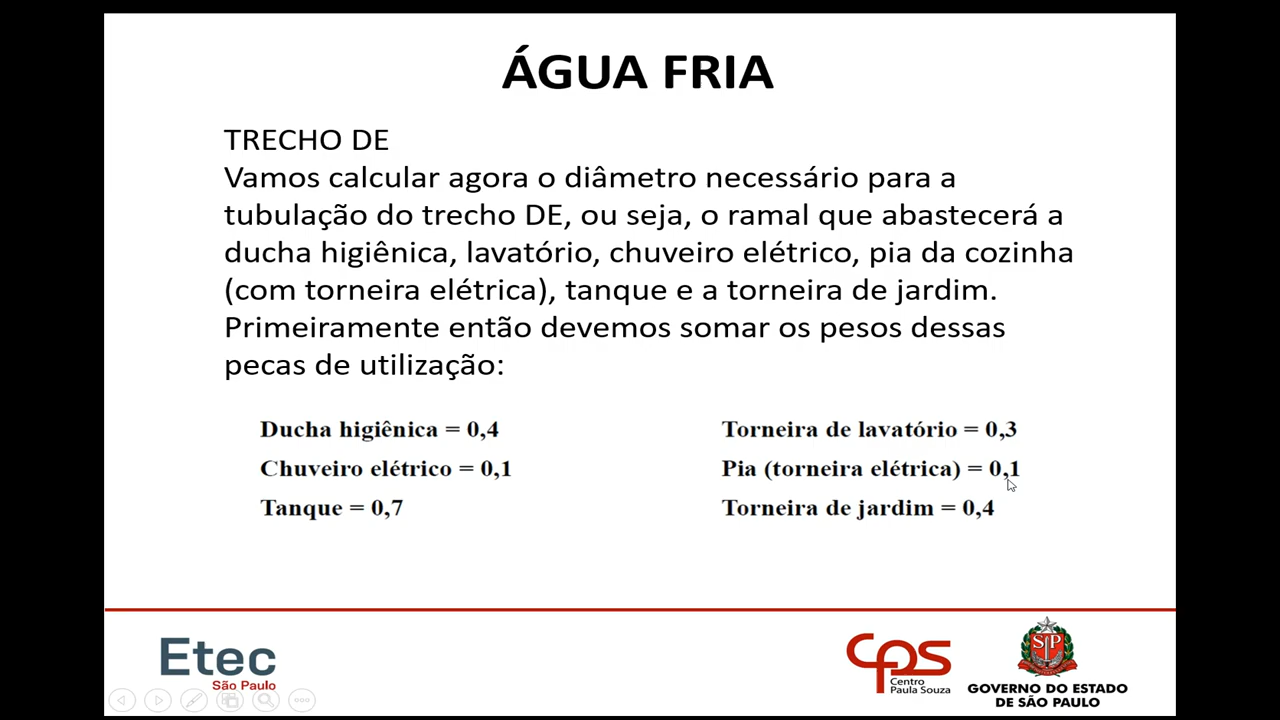 ÁGUA FRIA
TRECHO DE
Vamos calcular agora o diâmetro necessário para a
tubulação do trecho DE, ou seja, o ramal que abastecerá a
ducha higiênica, lavatório, chuveiro elétrico, pia da cozinha
(com torneira elétrica), tanque e a torneira de jardim.
Primeiramente então devemos somar os pesos dessas
pecas de utilização:
Ducha higiênica = 0,4
Chuveiro elétrico = 0,1
Tanque = 0,7
Torneira de lavatório = 0,3
Pia (torneira elétrica) = 0,1
Torneira de jardim = 0,4
Etec
São Paulo
CPS
Centro
Paula Souza
SP
GOVERNO DO ESTADO
DE SÃO PAULO